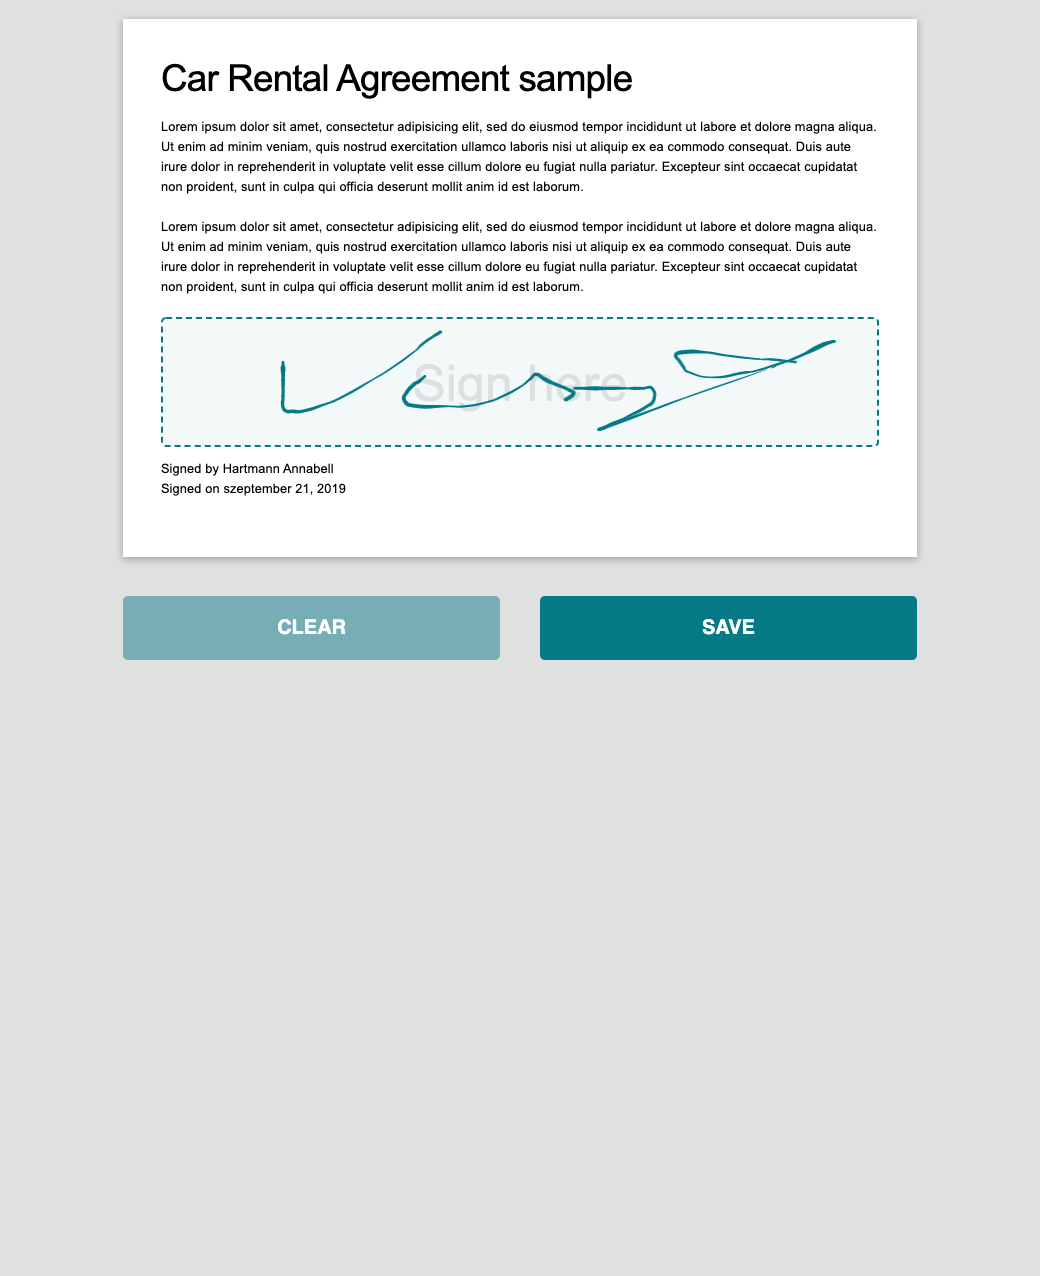 Car Rental Agreement sample
Lorem ipsum dolor sit amet, consectetur adipisicing elit, sed do eiusmod tempor incididunt ut labore et dolore magna aliqua.
Ut enim ad minim veniam, quis nostrud exercitation ullamco laboris nisi ut aliquip ex ea commodo consequat. Duis aute
irure dolor in reprehenderit in voluptate velit esse cillum dolore eu fugiat nulla pariatur. Excepteur sint occaecat cupidatat
non proident, sunt in culpa qui officia deserunt mollit anim id est laborum.
Lorem ipsum dolor sit amet, consectetur adipisicing elit, sed do eiusmod tempor incididunt ut labore et dolore magna aliqua.
Ut enim ad minim veniam, quis nostrud exercitation ullamco laboris nisi ut aliquip ex ea commodo consequat. Duis aute
irure dolor in reprehenderit in voluptate velit esse cillum dolore eu fugiat nulla pariatur. Excepteur sint occaecat cupidatat
non proident, sunt in culpa qui officia deserunt mollit anim id est laborum.
Sign here
Signed by Hartmann Annabell
Signed on szeptember 21, 2019
CLEAR
SAVE